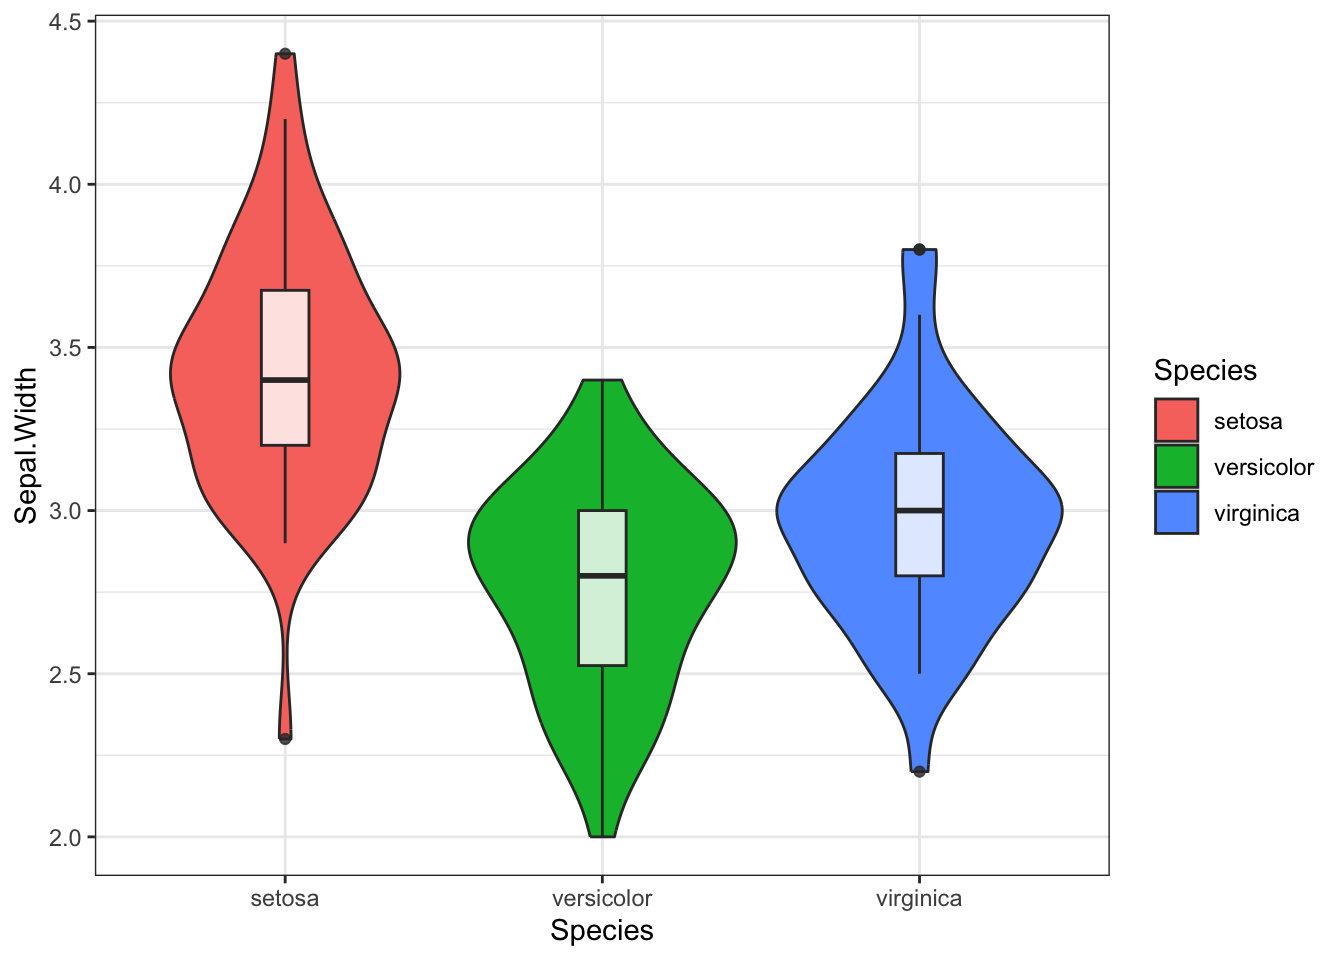 4.5
4.0
3.5
3.0
2.5
2.0
Sepal.Width
setosa
versicolor
virginica
Species
Species
setosa
versicolor
virginica